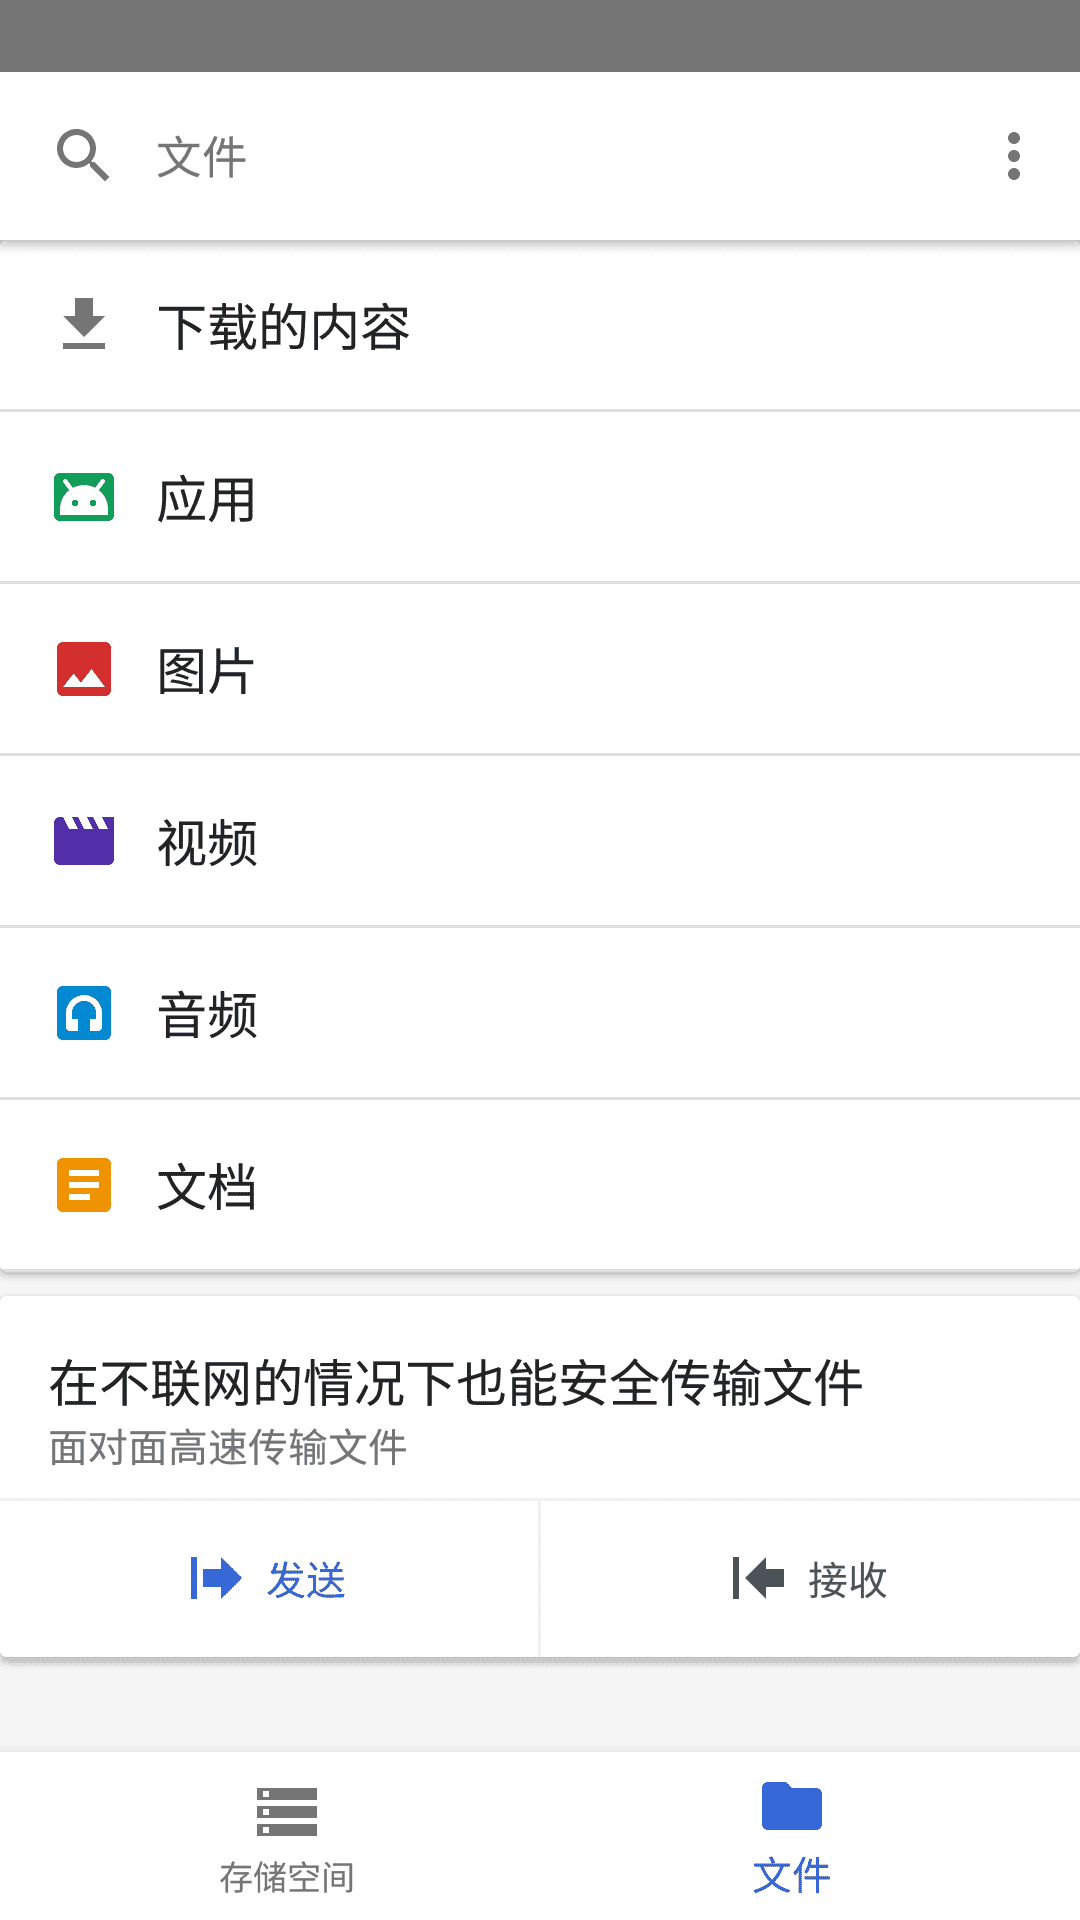 文件
下载的内容
应用
图片
视频
音频
文档
在不联网的情况下也能安全传输文件
面对面高速传输文件
发送
接收
存储空间
文件